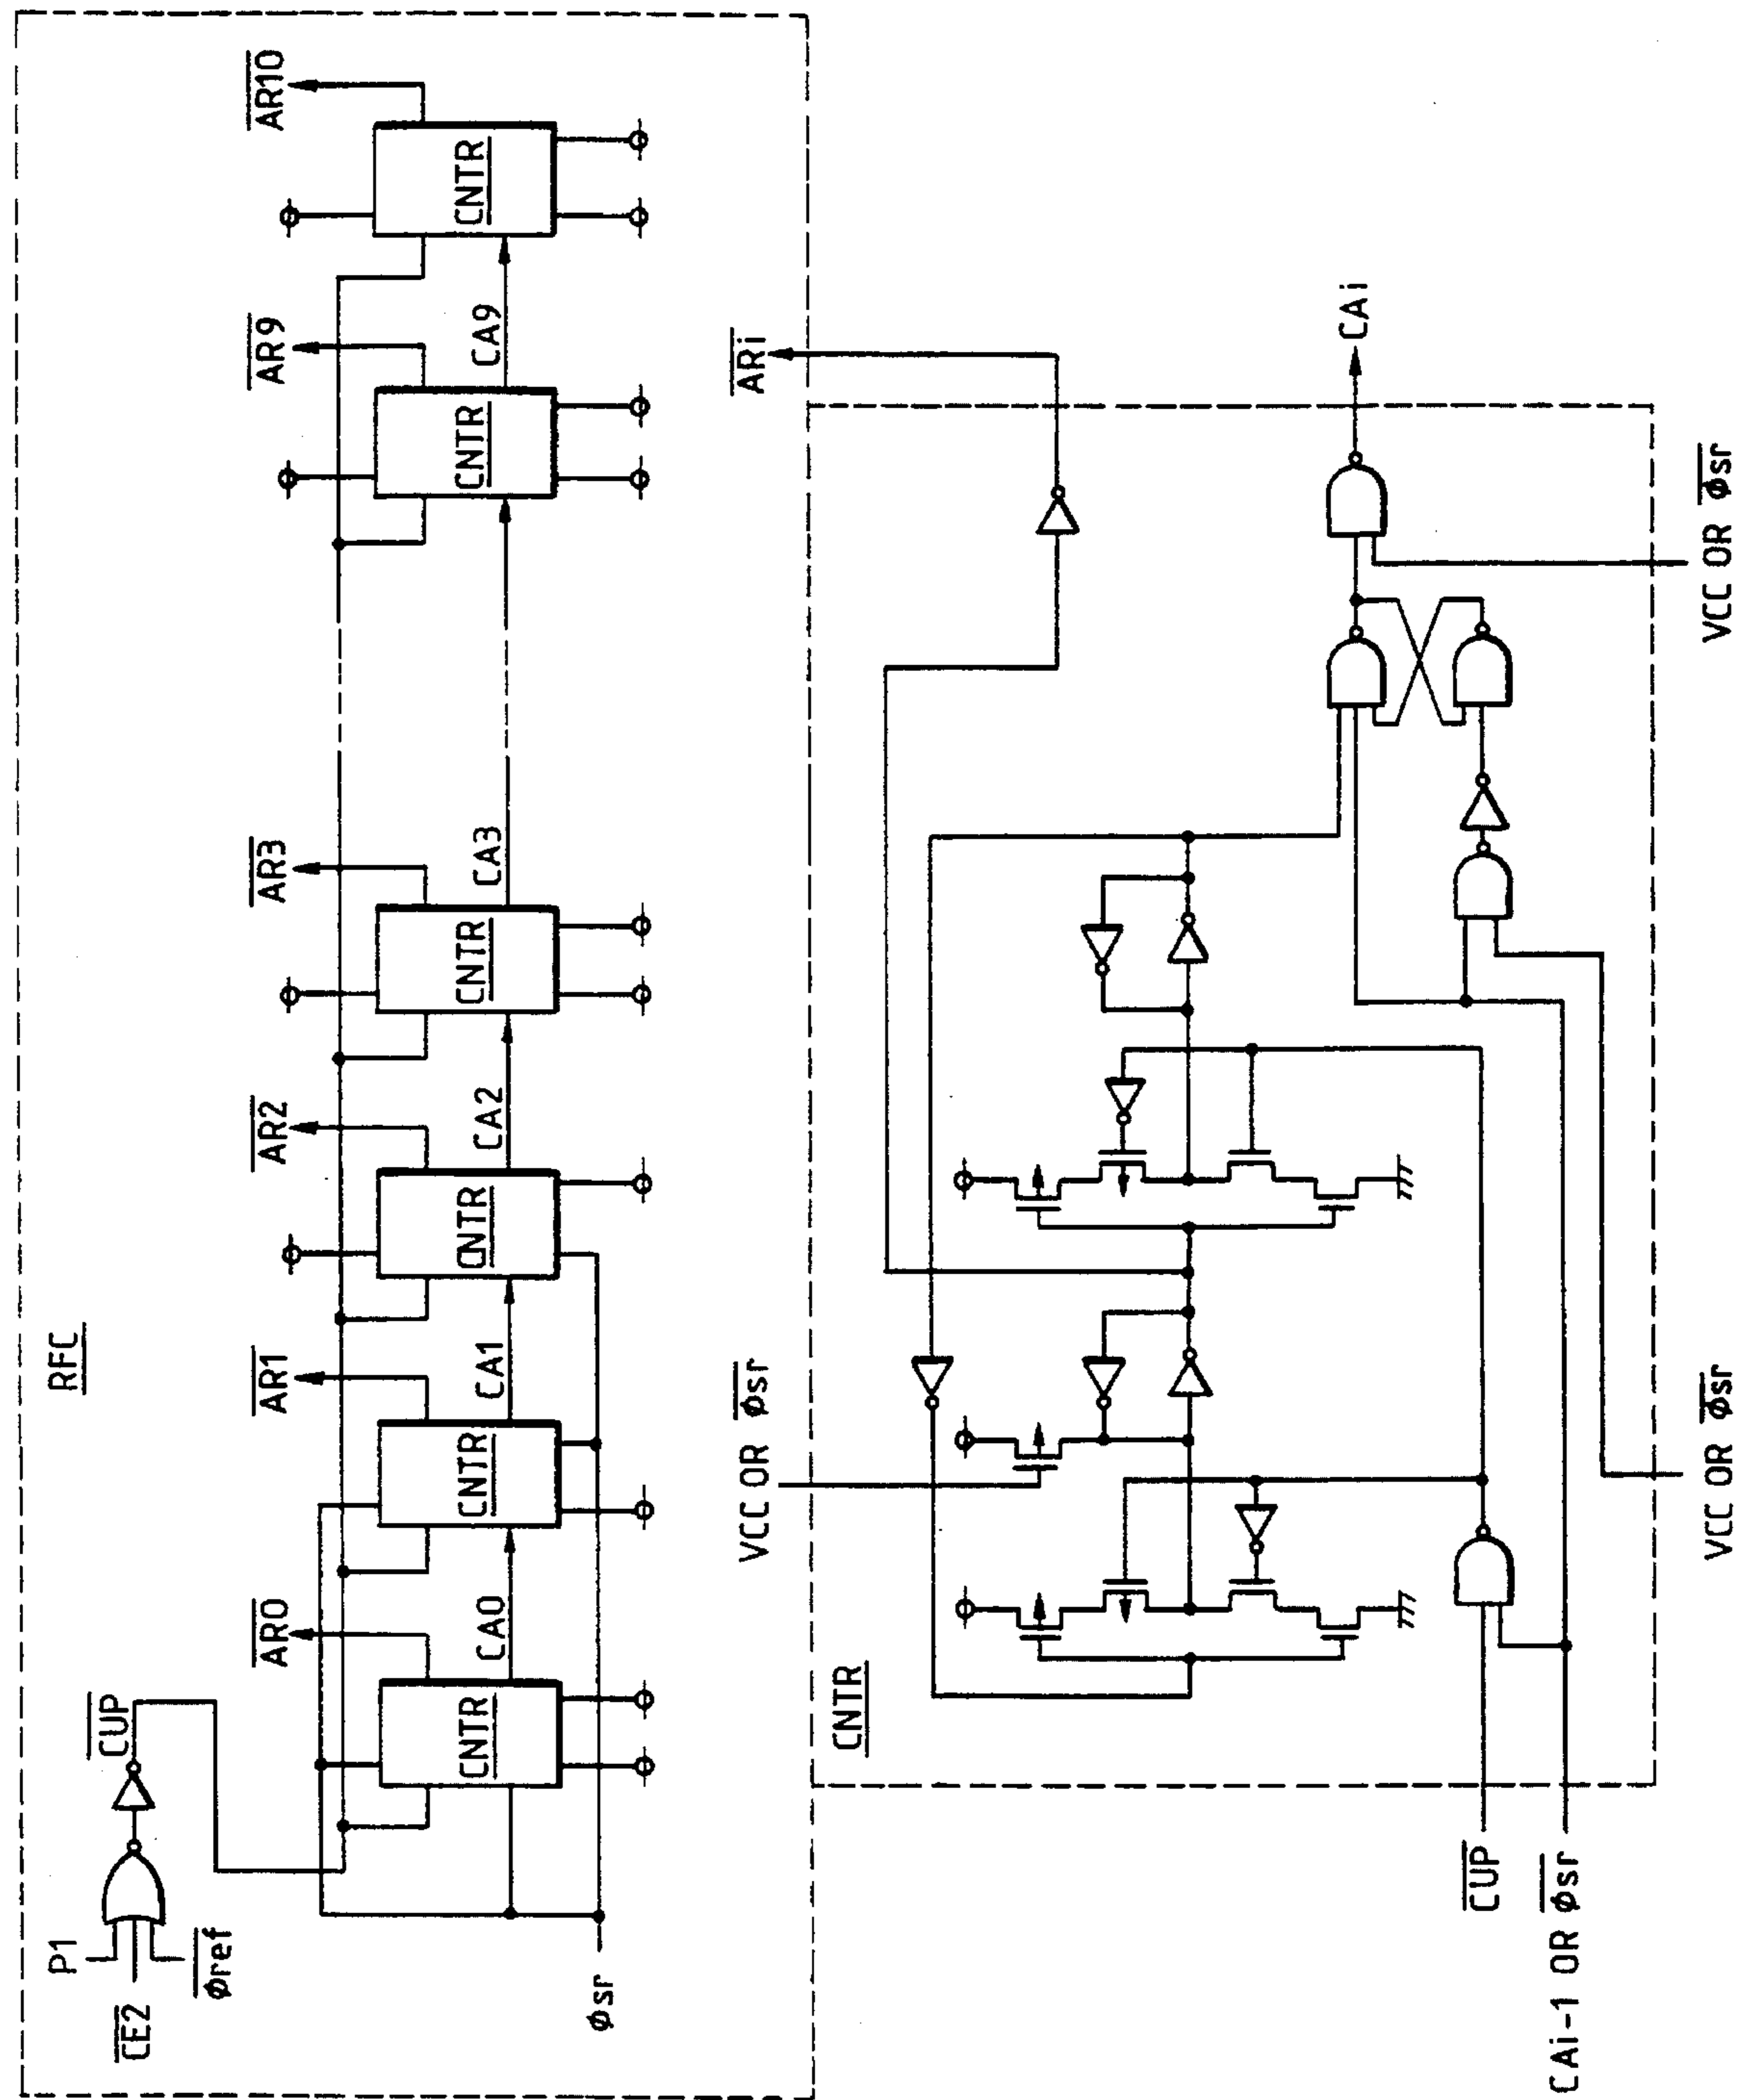 RFC
P1
CE2
φref
CUP
AR0
AR1
AR2
AR3
AR9
AR10
CNTR
CNTR
CNTR
CNTR
CNTR
CNTR
CA0
CA1
CA2
CA3
CA9
φsr
CNTR
VCC OR φsr
ARi
CAi
CUP
CAi-1 OR φsr
VCC OR φsr
VCC OR φsr